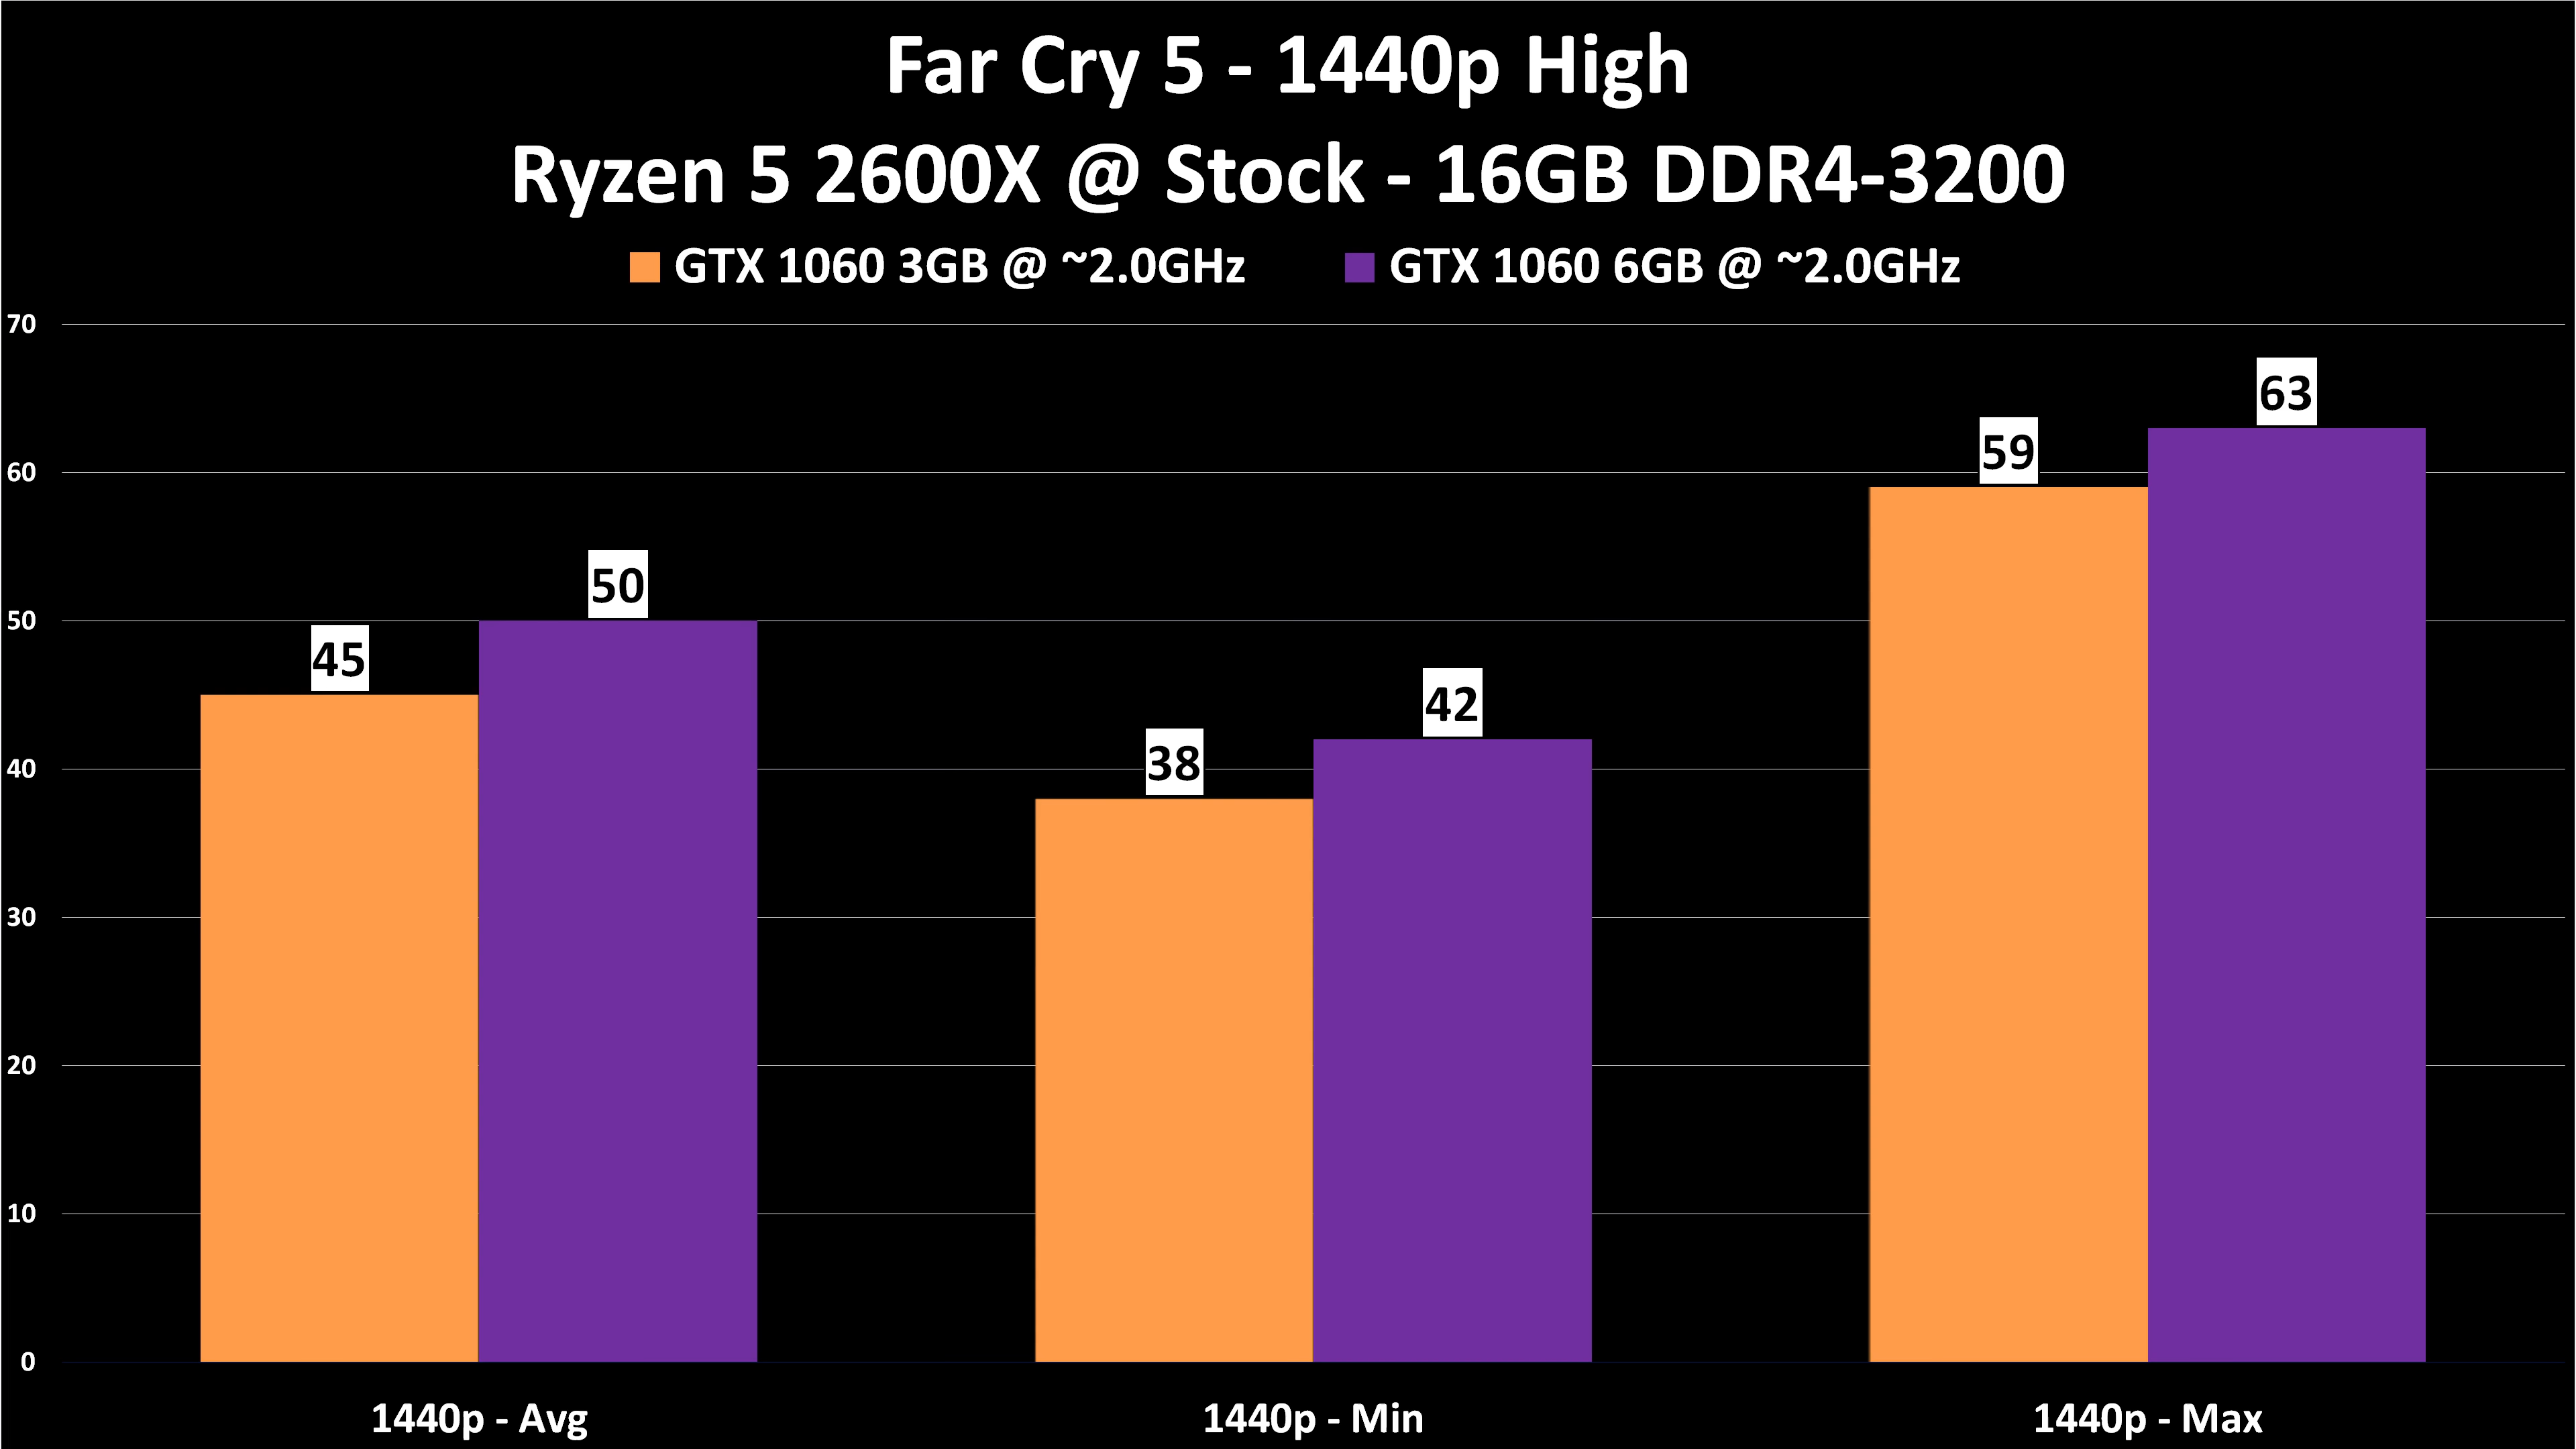 Far Cry 5 - 1440p High
Ryzen 5 2600X @ Stock - 16GB DDR4-3200
GTX 1060 3GB @ ~2.0GHz
GTX 1060 6GB @ ~2.0GHz
70
60
50
40
30
20
10
0
45
50
38
42
59
63
1440p - Avg
1440p - Min
1440p - Max